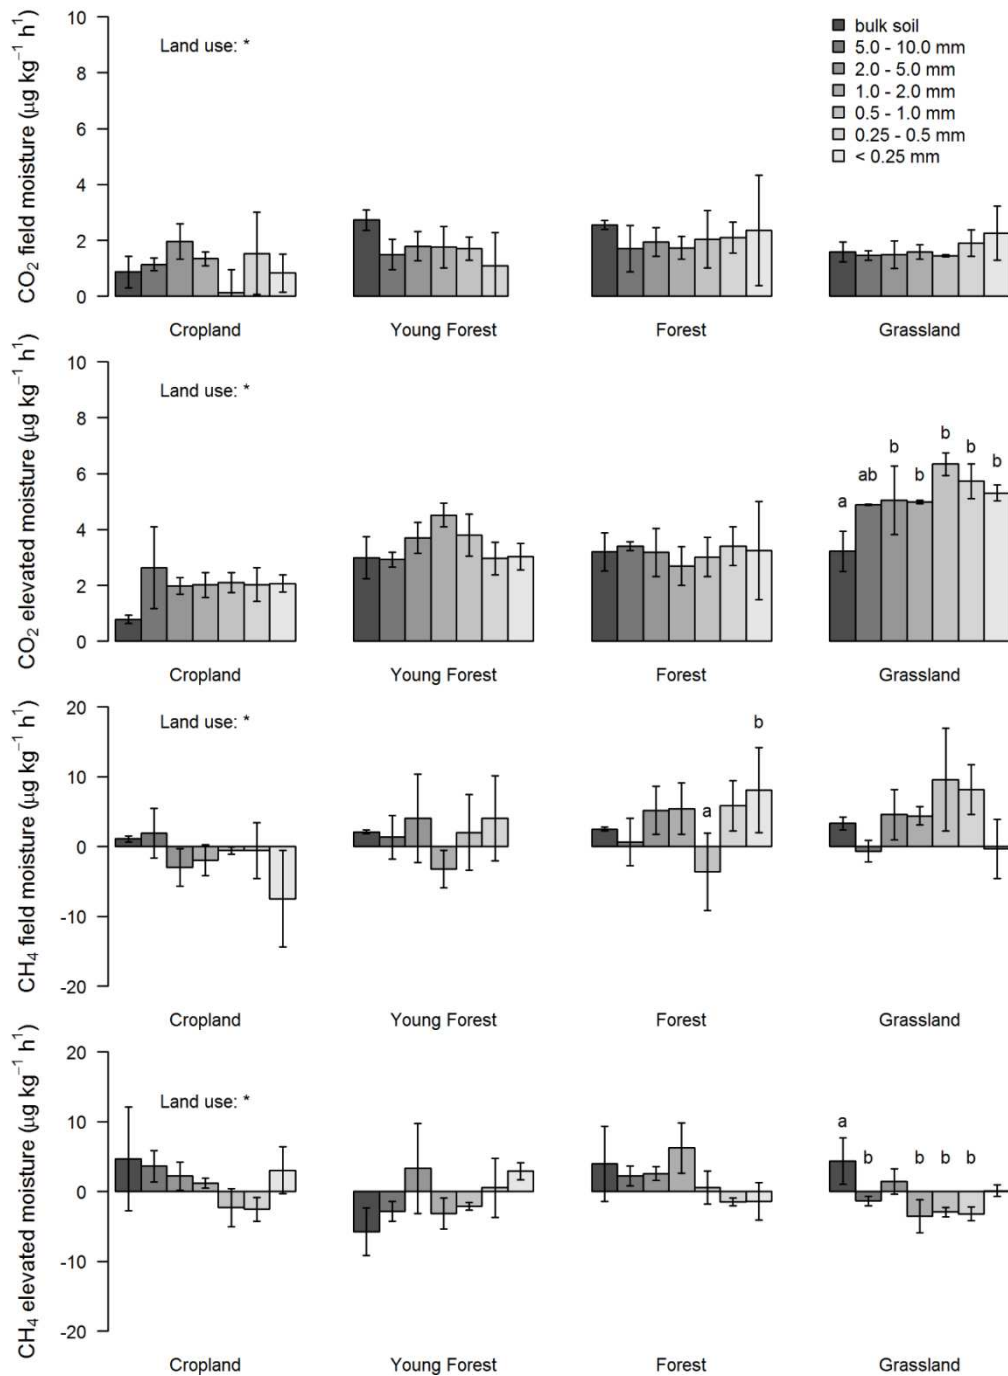 CO₂ field moisture (µg kg⁻¹ h¹)
10
8
6
4
2
0
Land use: *
bulk soil
5.0 - 10.0 mm
2.0 - 5.0 mm
1.0 - 2.0 mm
0.5 - 1.0 mm
0.25 - 0.5 mm
< 0.25 mm
Cropland
Young Forest
Forest
Grassland
CO₂ elevated moisture (µg kg⁻¹ h¹)
10
8
6
4
2
0
Land use: *
a
ab
b
b
b
b
b
Cropland
Young Forest
Forest
Grassland
CH₄ field moisture (µg kg⁻¹ h¹)
20
10
0
-10
-20
Land use: *
a
b
Cropland
Young Forest
Forest
Grassland
CH₄ elevated moisture (µg kg⁻¹ h¹)
20
10
0
-10
-20
Land use: *
a
b
b
b
b
Cropland
Young Forest
Forest
Grassland